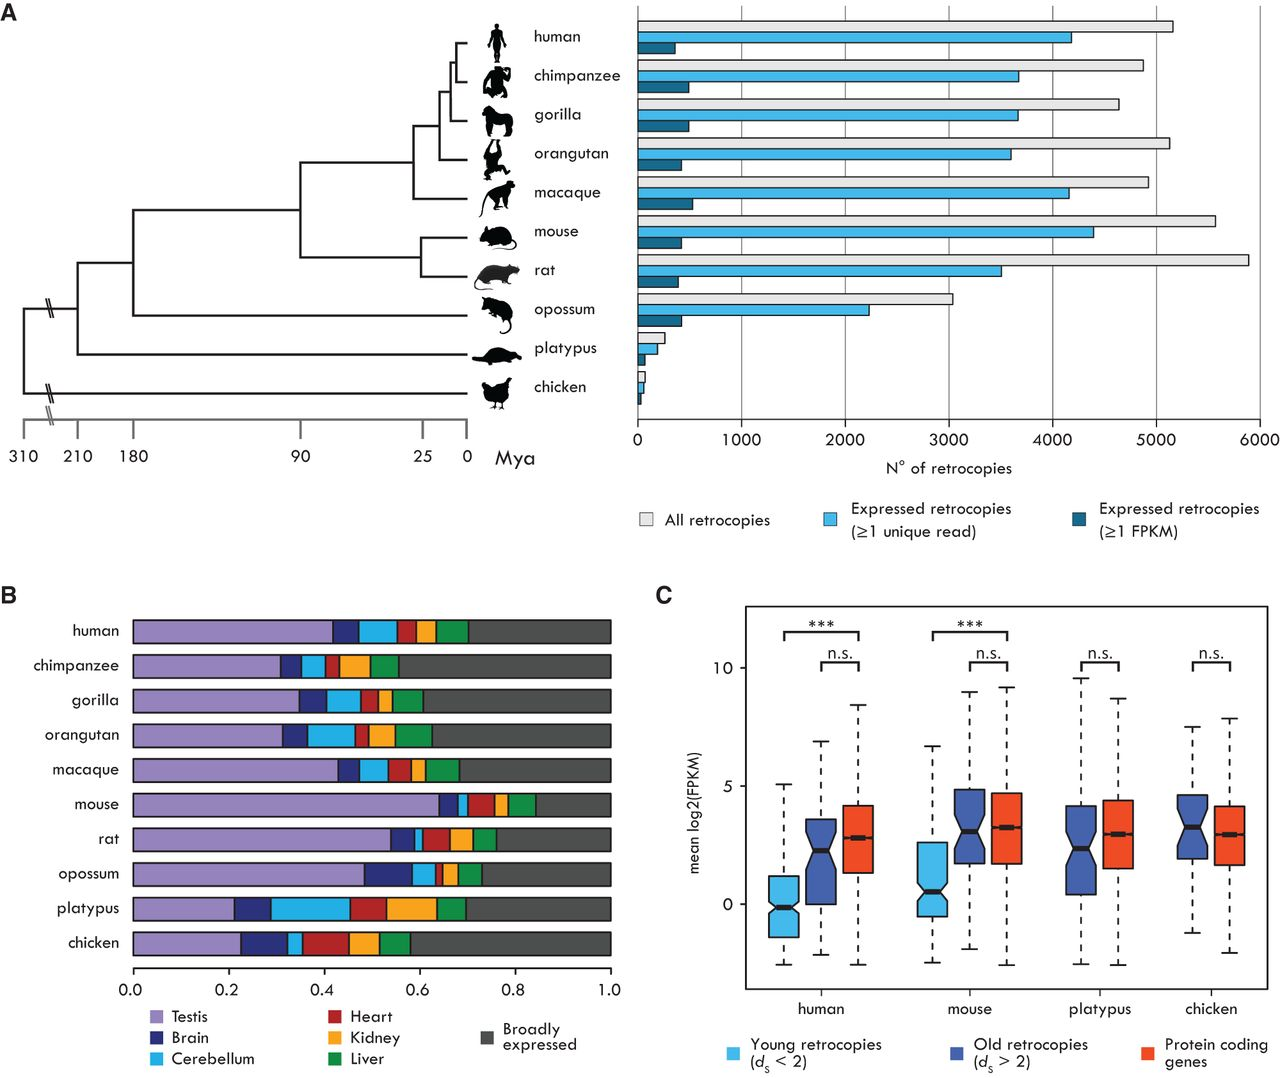 A
human
chimpanzee
gorilla
orangutan
macaque
mouse
rat
opossum
platypus
chicken
310 210 180 90 25 0 Mya
0 1000 2000 3000 4000 5000 6000
N° of retrocopies
All retrocopies
Expressed retrocopies
(≥1 unique read)
Expressed retrocopies
(≥1 FPKM)
B
human
chimpanzee
gorilla
orangutan
macaque
mouse
rat
opossum
platypus
chicken
0.0 0.2 0.4 0.6 0.8 1.0
Testis
Brain
Cerebellum
Heart
Kidney
Liver
Broadly
expressed
C
mean log2(FPKM)
10
5
0
*** ***
n.s. n.s. n.s. n.s.
human mouse platypus chicken
Young retrocopies
(dS < 2)
Old retrocopies
(dS > 2)
Protein coding
genes